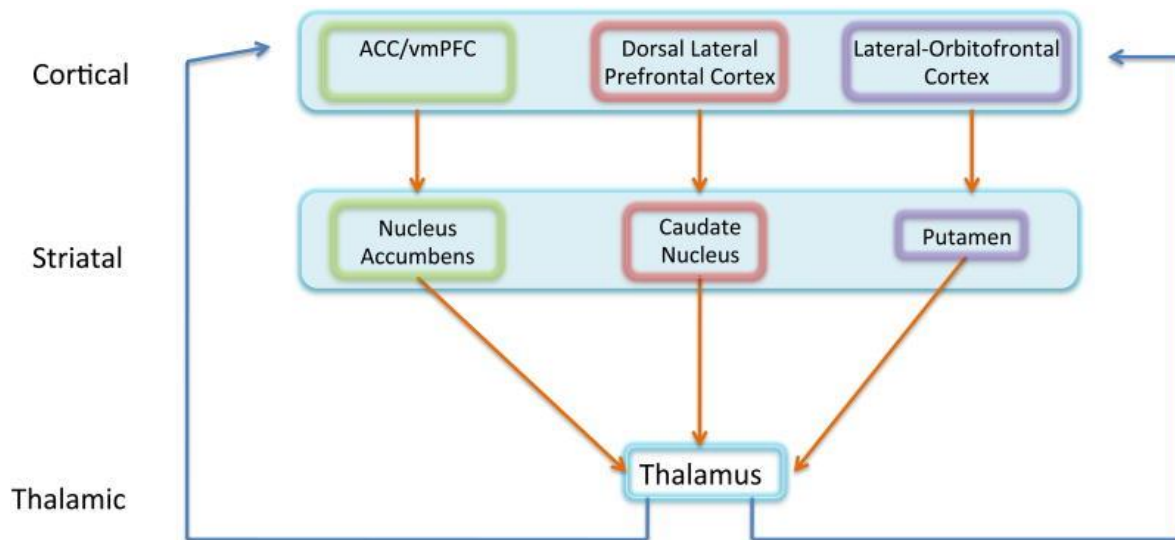 Cortical
ACC/vmPFC
Dorsal Lateral
Prefrontal Cortex
Lateral-Orbitofrontal
Cortex
Striatal
Nucleus
Accumbens
Caudate
Nucleus
Putamen
Thalamic
Thalamus